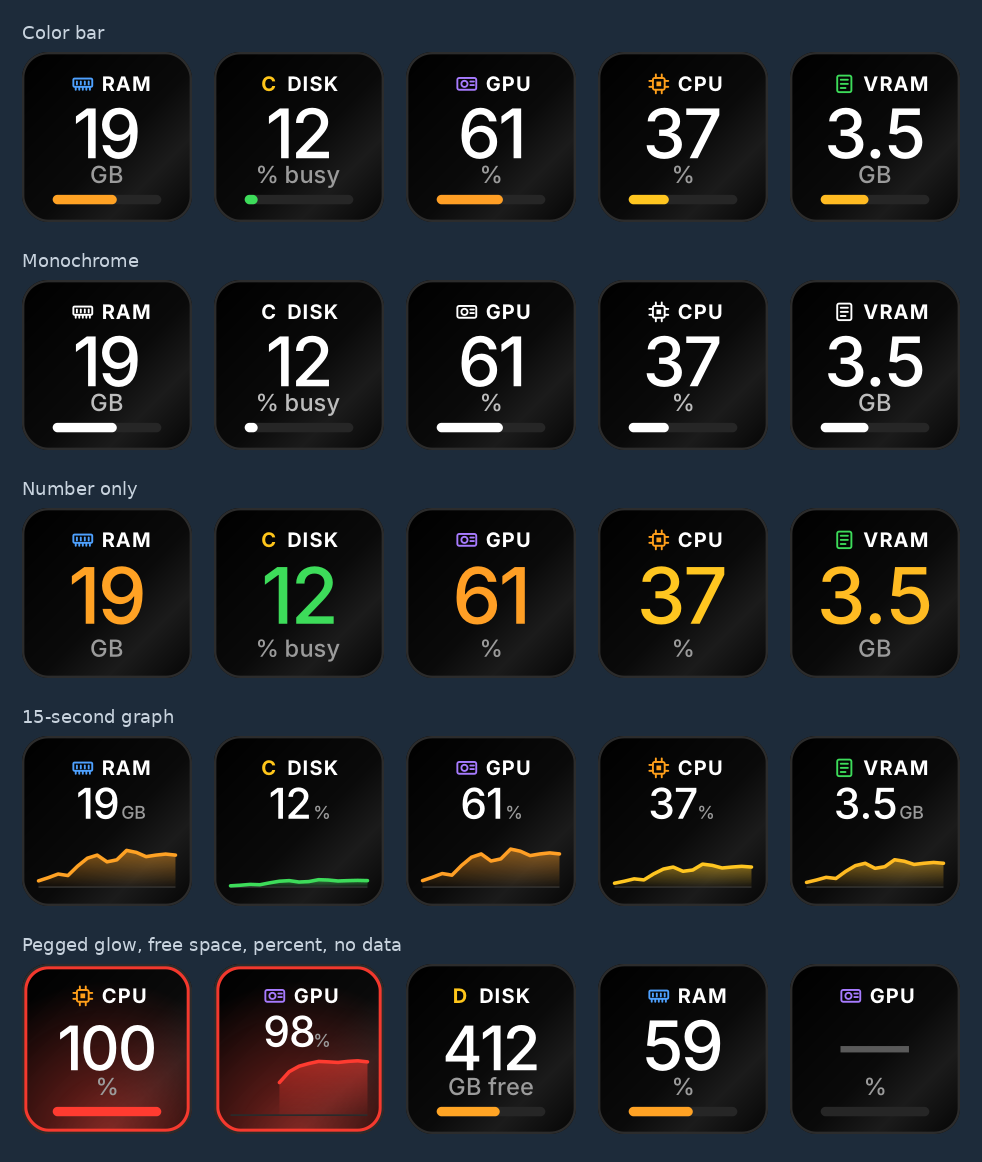 Color bar
RAM C DISK GPU CPU VRAM
19 12 61 37 3.5
GB % busy % % GB
Monochrome
RAM C DISK GPU CPU VRAM
19 12 61 37 3.5
GB % busy % % GB
Number only
RAM C DISK GPU CPU VRAM
19 12 61 37 3.5
GB % busy % % GB
15-second graph
RAM C DISK GPU CPU VRAM
19 GB 12 % 61 % 37 % 3.5 GB
Pegged glow, free space, percent, no data
CPU GPU D DISK RAM GPU
100 98% 412 59 —
% GB free % %